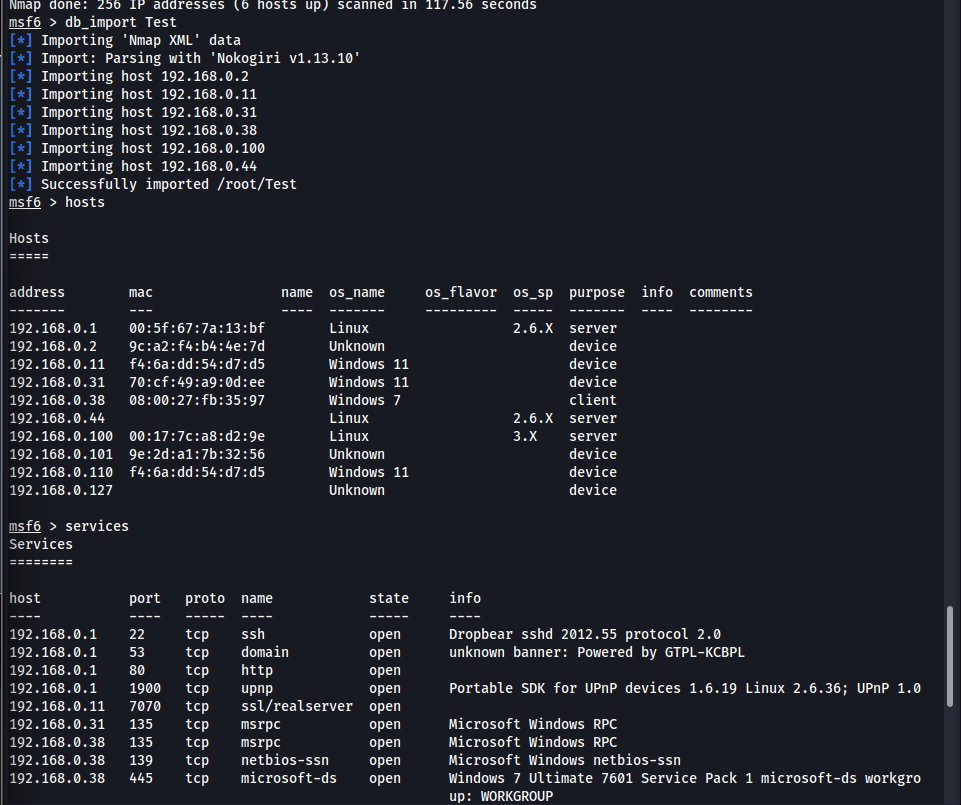 Nmap done: 256 IP addresses (6 hosts up) scanned in 117.56 seconds
msf6 > db_import Test
[*] Importing 'Nmap XML' data
[*] Import: Parsing with 'Nokogiri v1.13.10'
[*] Importing host 192.168.0.2
[*] Importing host 192.168.0.11
[*] Importing host 192.168.0.31
[*] Importing host 192.168.0.38
[*] Importing host 192.168.0.100
[*] Importing host 192.168.0.44
[*] Successfully imported /root/Test
msf6 > hosts
Hosts
=====
address        mac                name  os_name     os_flavor  os_sp  purpose  info  comments
-------        ---                ----  -------     ---------  -----  -------  ----  --------
192.168.0.1    00:5f:67:7a:13:bf        Linux                  2.6.X  server
192.168.0.2    9c:a2:f4:b4:4e:7d        Unknown                       device
192.168.0.11   f4:6a:dd:54:d7:d5        Windows 11                    device
192.168.0.31   70:cf:49:a9:0d:ee        Windows 11                    device
192.168.0.38   08:00:27:fb:35:97        Windows 7                     client
192.168.0.44                            Linux                  2.6.X  server
192.168.0.100  00:17:7c:a8:d2:9e        Linux                  3.X    server
192.168.0.101  9e:2d:a1:7b:32:56        Unknown                       device
192.168.0.110  f4:6a:dd:54:d7:d5        Windows 11                    device
192.168.0.127                           Unknown                       device
msf6 > services
Services
========
host           port   proto  name            state     info
----           ----   -----  ----            -----     ----
192.168.0.1    22     tcp    ssh             open      Dropbear sshd 2012.55 protocol 2.0
192.168.0.1    53     tcp    domain          open      unknown banner: Powered by GTPL-KCBPL
192.168.0.1    80     tcp    http            open
192.168.0.1    1900   tcp    upnp            open      Portable SDK for UPnP devices 1.6.19 Linux 2.6.36; UPnP 1.0
192.168.0.11   7070   tcp    ssl/realserver  open
192.168.0.31   135    tcp    msrpc           open      Microsoft Windows RPC
192.168.0.38   135    tcp    msrpc           open      Microsoft Windows RPC
192.168.0.38   139    tcp    netbios-ssn     open      Microsoft Windows netbios-ssn
192.168.0.38   445    tcp    microsoft-ds    open      Windows 7 Ultimate 7601 Service Pack 1 microsoft-ds workgro
up: WORKGROUP